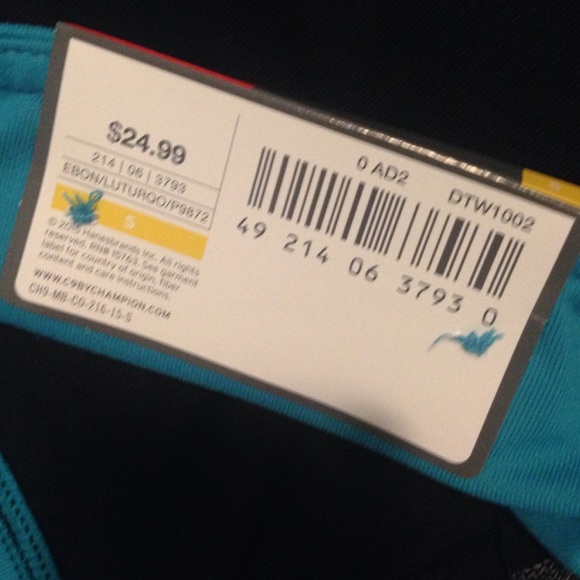 $24.99
214 | 06 | 3793
EBON/LUTURQO/P9872
S
© 2015 Hanesbrands Inc. All rights
reserved. RN# 15763. See garment
label for country of origin, fiber
content and care instructions.
WWW.C9BYCHAMPION.COM
CH9-MB-CO-216-15-S
0 AD2
DTW1002
49 214 06 3793 0